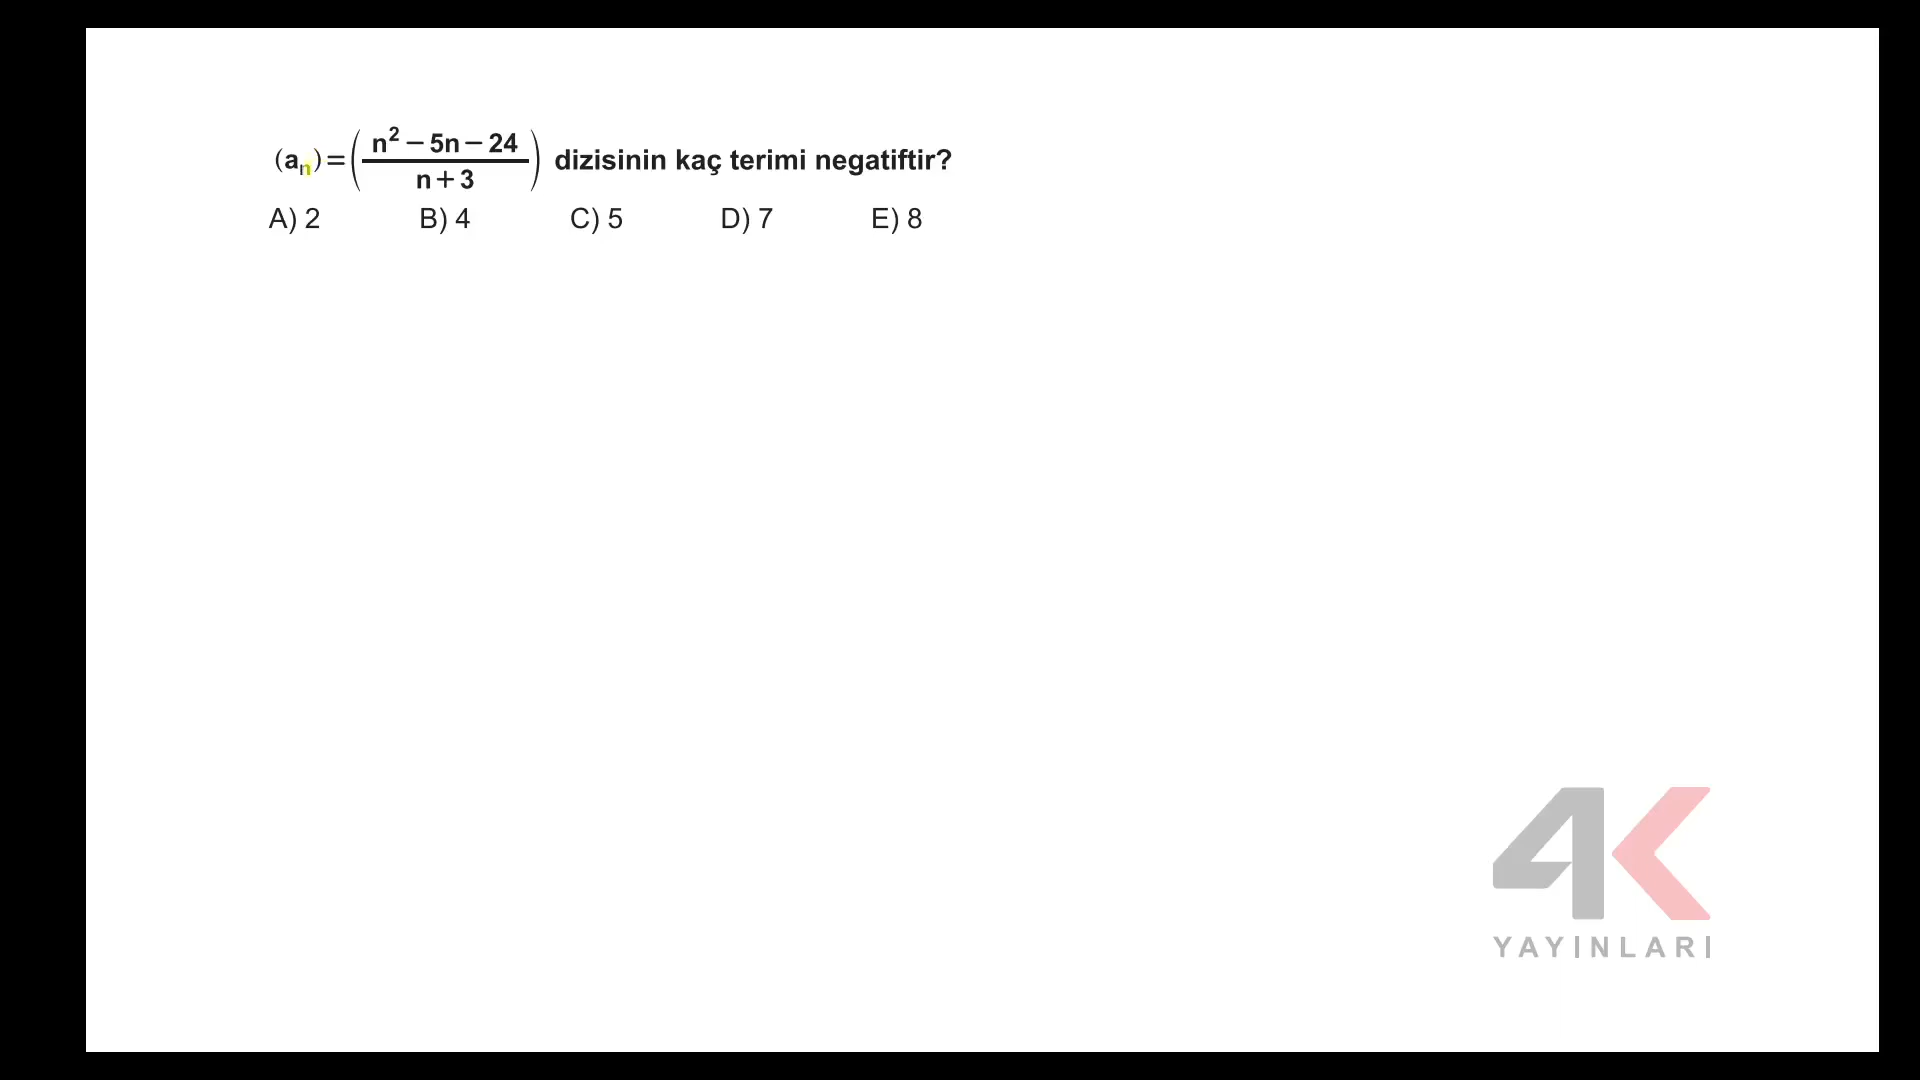 (aₙ) = ( (n² − 5n − 24) / (n + 3) ) dizisinin kaç terimi negatiftir?
A) 2 B) 4 C) 5 D) 7 E) 8
4K
YAYINLARI